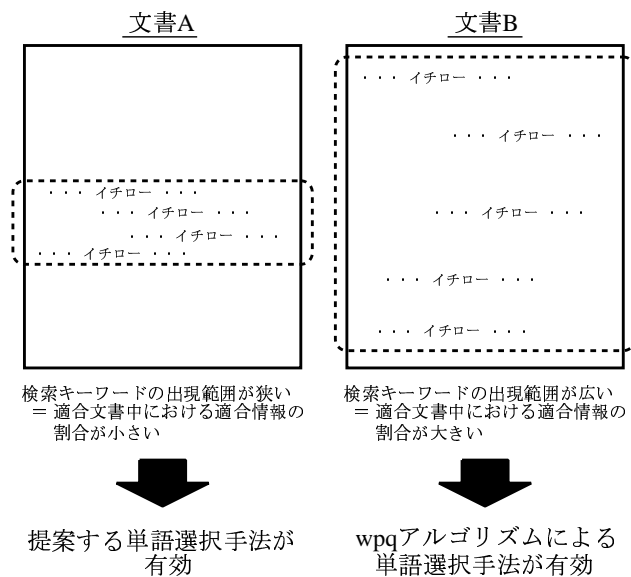 文書A
・・・ イチロー ・・・
・・・ イチロー ・・・
・・・ イチロー ・・・
・・・ イチロー ・・・
検索キーワードの出現範囲が狭い
＝ 適合文書中における適合情報の
割合が小さい
提案する単語選択手法が
有効
文書B
・・・ イチロー ・・・
・・・ イチロー ・・・
・・・ イチロー ・・・
・・・ イチロー ・・・
・・・ イチロー ・・・
検索キーワードの出現範囲が広い
＝ 適合文書中における適合情報の
割合が大きい
wpqアルゴリズムによる
単語選択手法が有効